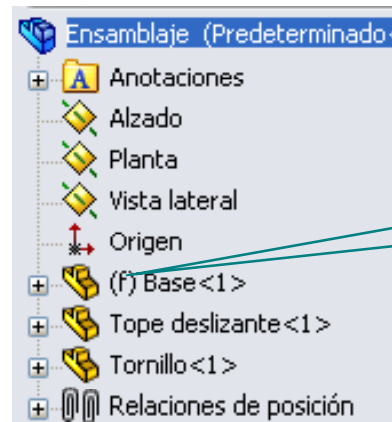 Ensamblaje (Predeterminado<
A Anotaciones
Alzado
Planta
Vista lateral
Origen
(f) Base<1>
Tope deslizante<1>
Tornillo<1>
Relaciones de posición